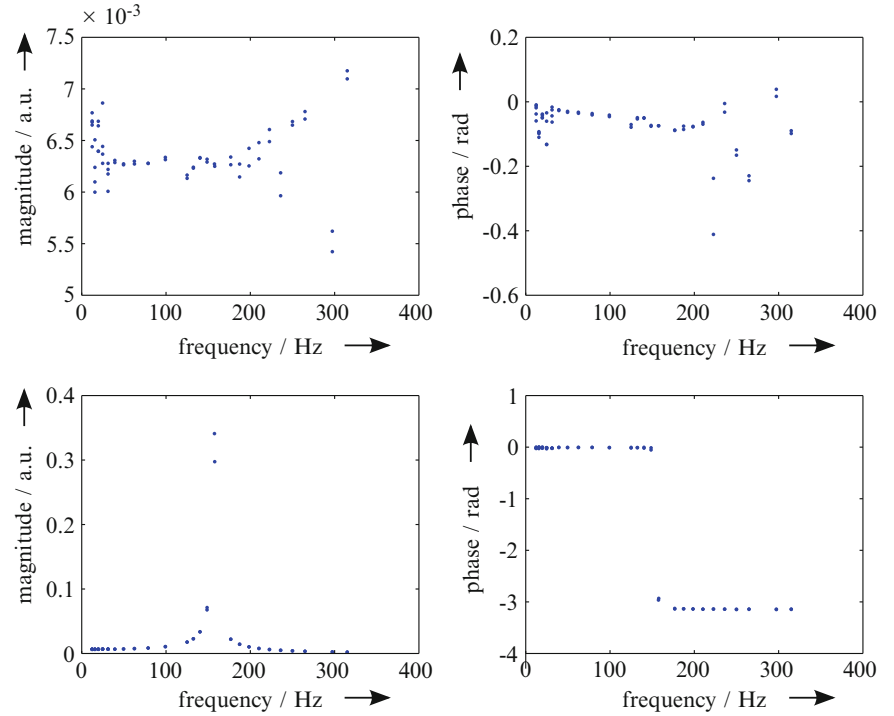 × 10⁻³
7.5
7
6.5
6
5.5
5
magnitude / a.u.
0 100 200 300 400
frequency / Hz
0.2
0
-0.2
-0.4
-0.6
phase / rad
0 100 200 300 400
frequency / Hz
0.4
0.3
0.2
0.1
0
magnitude / a.u.
0 100 200 300 400
frequency / Hz
1
0
-1
-2
-3
-4
phase / rad
0 100 200 300 400
frequency / Hz